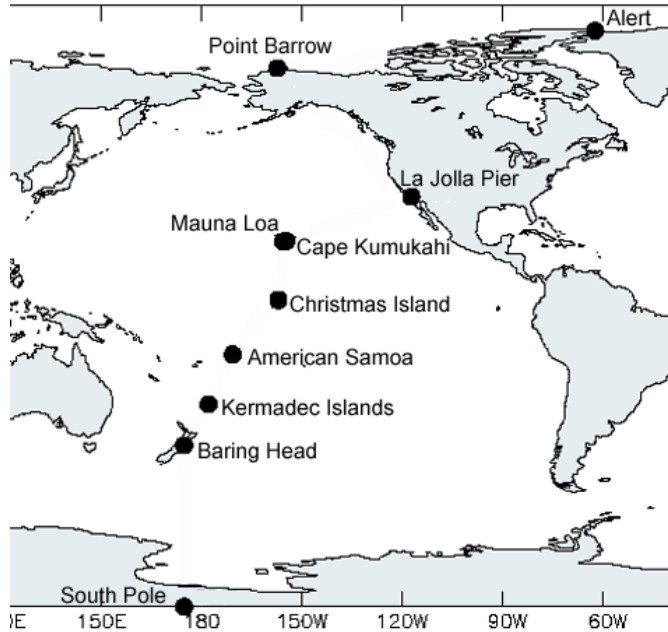 Alert
Point Barrow
La Jolla Pier
Mauna Loa
Cape Kumukahi
Christmas Island
American Samoa
Kermadec Islands
Baring Head
South Pole
0E 150E 180 150W 120W 90W 60W